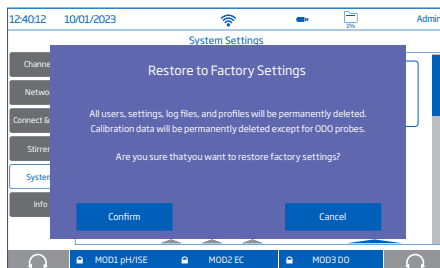 12:40:12 10/01/2023 1% Admin
System Settings
Channe
Restore to Factory Settings
Netwo
All users, settings, log files, and profiles will be permanently deleted.
Connect &
Calibration data will be permanently deleted except for ODO probes.
Stirrer
Are you sure thatyou want to restore factory settings?
System
Info
Confirm Cancel
MOD1 pH/ISE MOD2 EC MOD3 DO